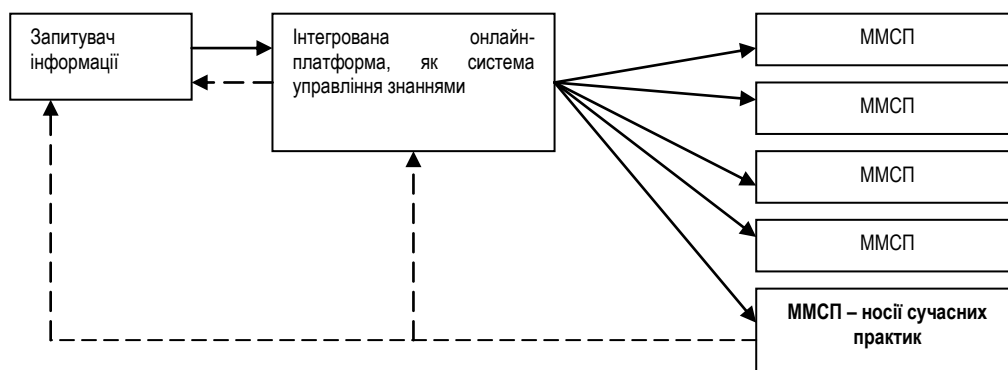 Запитувач
інформації
Інтегрована онлайн-
платформа, як система
управління знаннями
ММСП
ММСП
ММСП
ММСП
ММСП – носії сучасних
практик